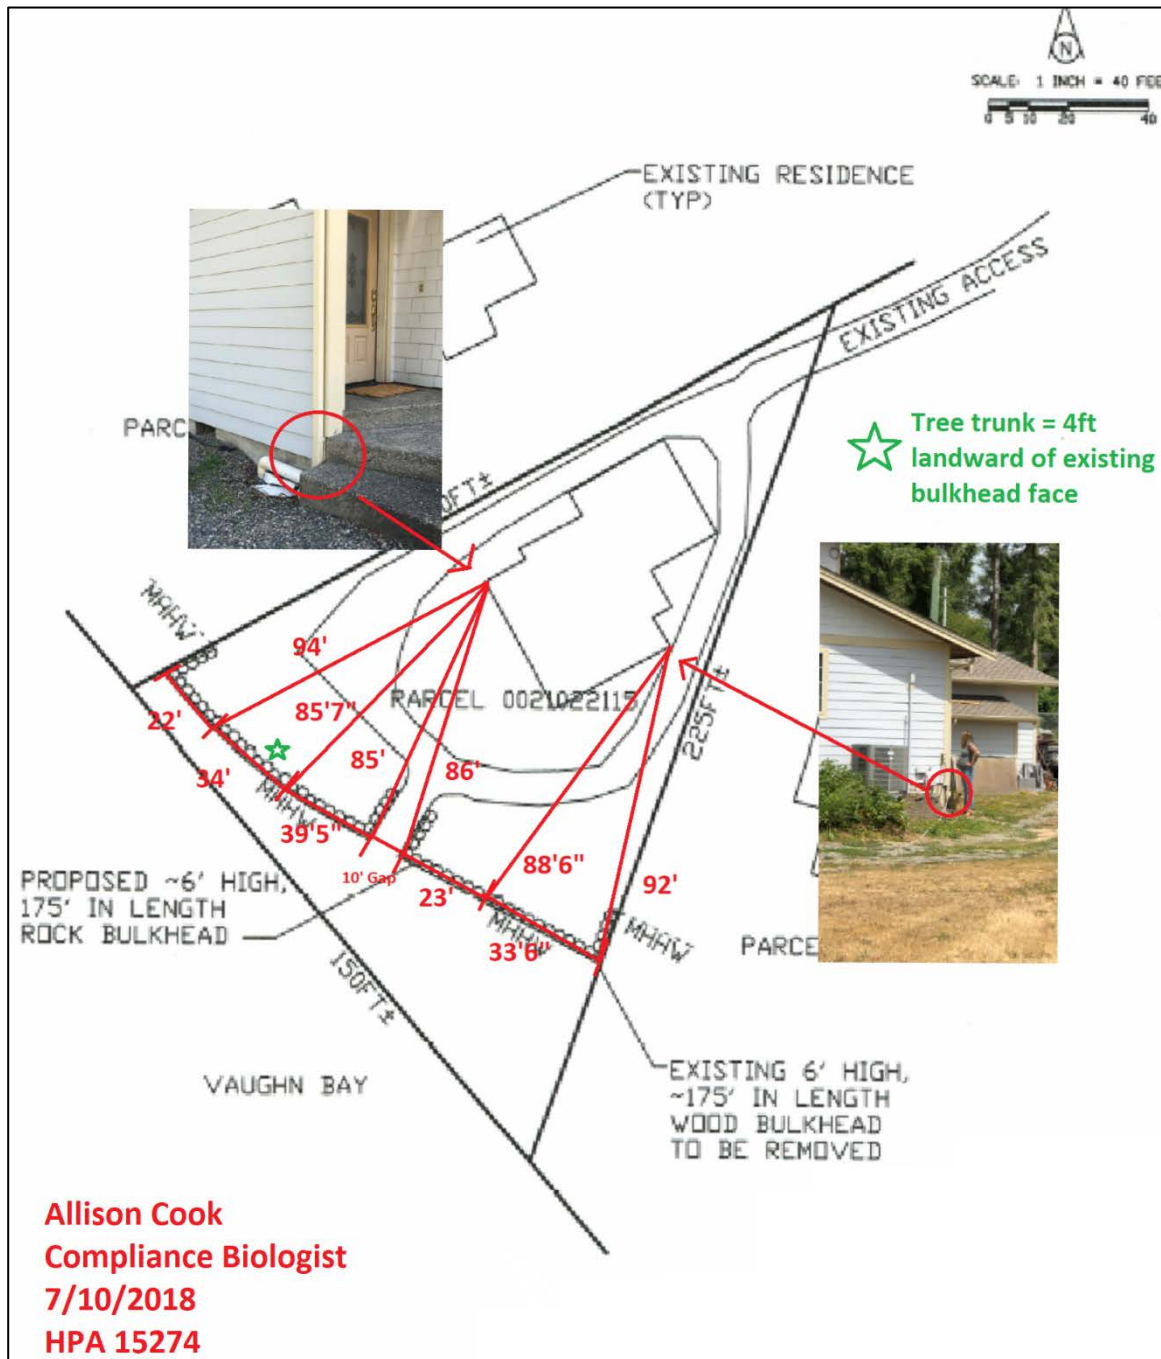 N
SCALE: 1 INCH = 40 FEE
0 5 10 20 40
EXISTING RESIDENCE
(TYP)
EXISTING ACCESS
PARC
0FT±
Tree trunk = 4ft
landward of existing
bulkhead face
MHHW
94'
22'
85'7"
PARCEL 0021022115
225FT±
34'
85'
86'
MHHW
39'5"
10' Gap
88'6"
92'
23'
PROPOSED ~6' HIGH,
175' IN LENGTH
ROCK BULKHEAD
MHHW
MHHW
33'6"
PARCE
150FT±
VAUGHN BAY
EXISTING 6' HIGH,
~175' IN LENGTH
WOOD BULKHEAD
TO BE REMOVED
Allison Cook
Compliance Biologist
7/10/2018
HPA 15274